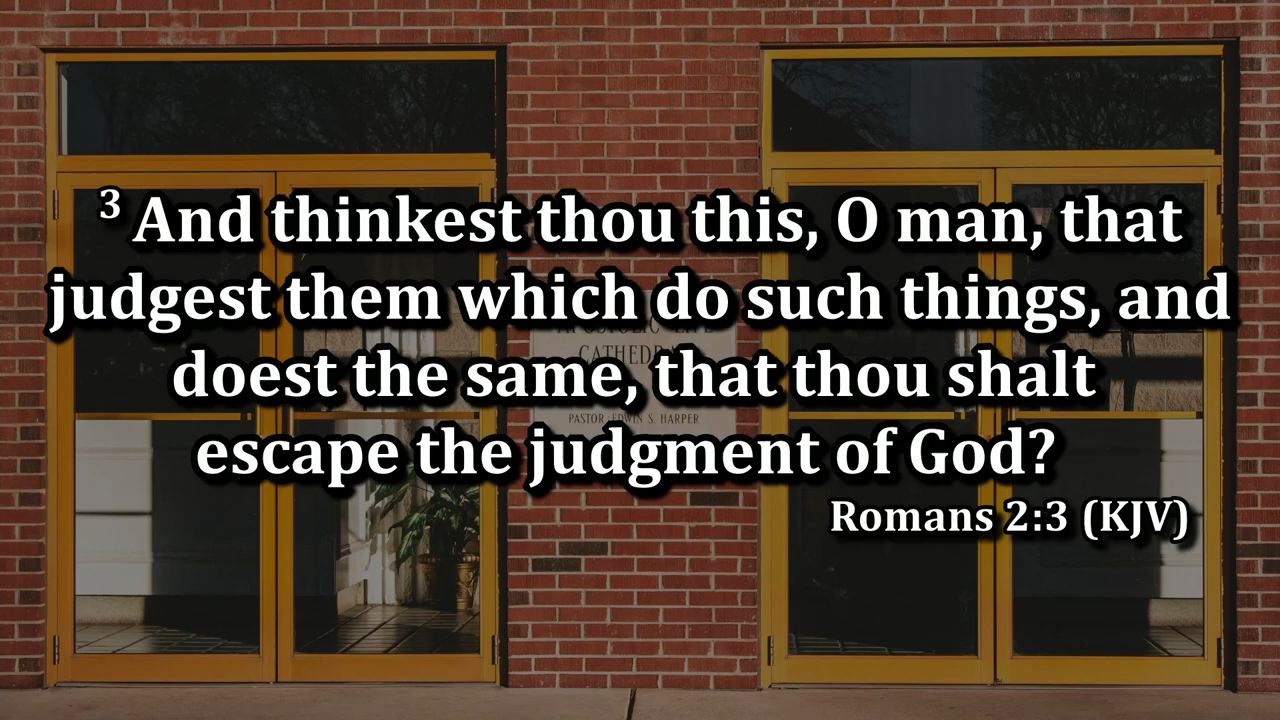 3 And thinkest thou this, O man, that
judgest them which do such things, and
doest the same, that thou shalt
escape the judgment of God?
Romans 2:3 (KJV)
CATHEDRAL
PASTOR EDWIN S. HARPER